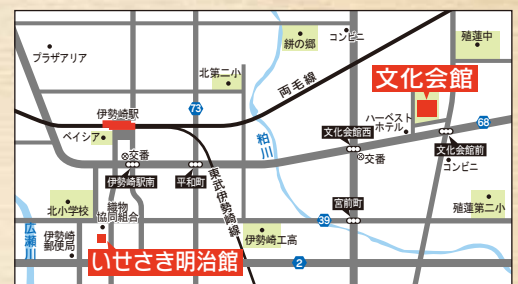 プラザアリア
北第二小
絣の郷
コンビニ
殖蓮中
両毛線
文化会館
73
伊勢崎駅
粕川
ハーベスト
ホテル
68
ベイシア
文化会館西
文化会館前
交番
交番
コンビニ
伊勢崎駅南
平和町
東武伊勢崎線
北小学校
織物
協同組合
宮前町
39
殖蓮第二小
広瀬川
伊勢崎
郵便局
伊勢崎工高
いせさき明治館
2